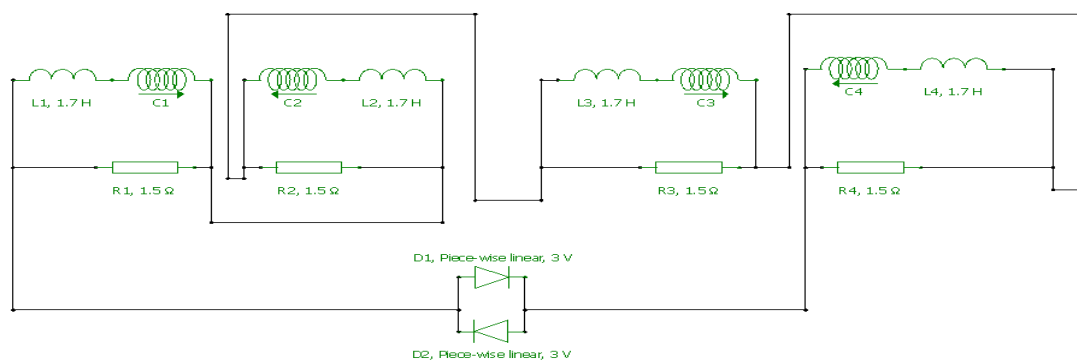 L1, 1.7 H
C1
C2
L2, 1.7 H
L3, 1.7 H
C3
C4
L4, 1.7 H
R1, 1.5 Ω
R2, 1.5 Ω
R3, 1.5 Ω
R4, 1.5 Ω
D1, Piece-wise linear, 3 V
D2, Piece-wise linear, 3 V